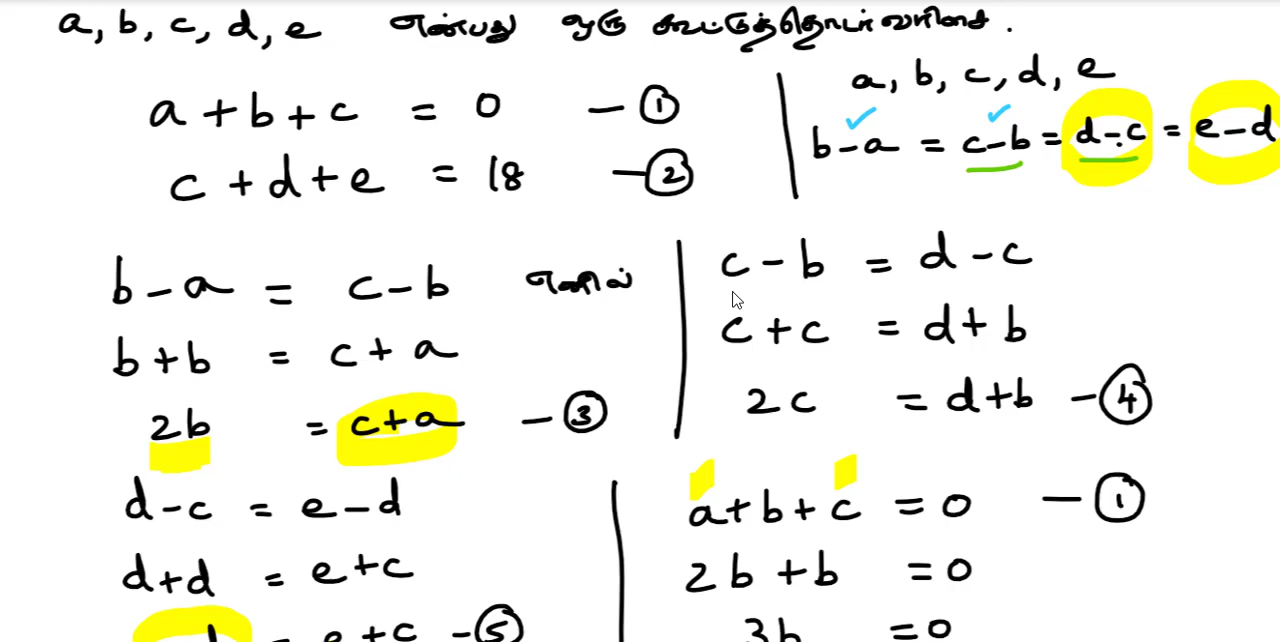 a, b, c, d, e என்பது ஒரு கூட்டுத்தொடர் வரிசை.
a + b + c = 0 — ①
c + d + e = 18 — ②
a, b, c, d, e
b - a = c - b = d - c = e - d
b - a = c - b எனில்
b + b = c + a
2b = c + a — ③
c - b = d - c
c + c = d + b
2c = d + b — ④
d - c = e - d
d + d = e + c
= e + c — ⑤
a + b + c = 0 — ①
2b + b = 0
3b = 0